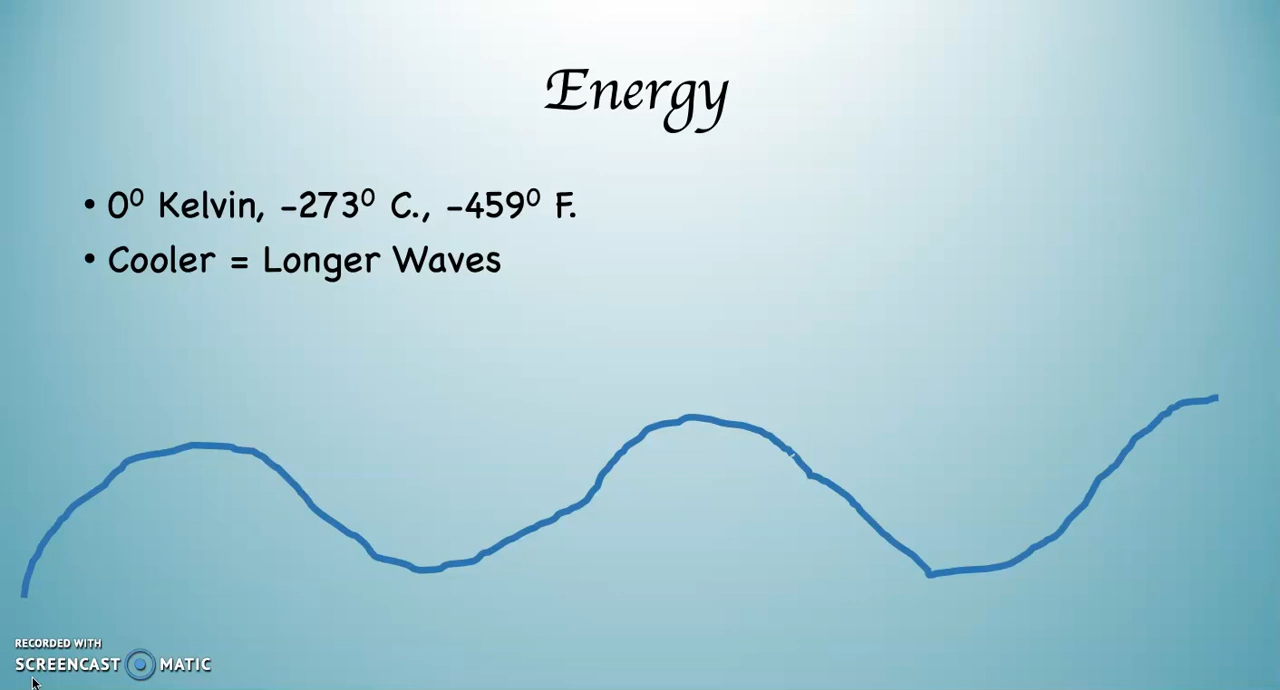 Energy
• 0⁰ Kelvin, -273⁰ C., -459⁰ F.
• Cooler = Longer Waves
RECORDED WITH
SCREENCAST MATIC